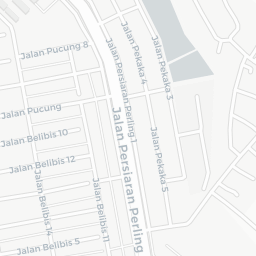 Jalan Pucung 8
Jalan Persiaran Perling 1
Jalan Pekaka 4
Jalan Pekaka 3
Jalan Pucung
Jalan Belibis 10
Jalan Persiaran Perling
Jalan Pekaka 5
Jalan Belibis 12
Jalan Belibis 14
Jalan Belibis 11
Jalan Belibis 5